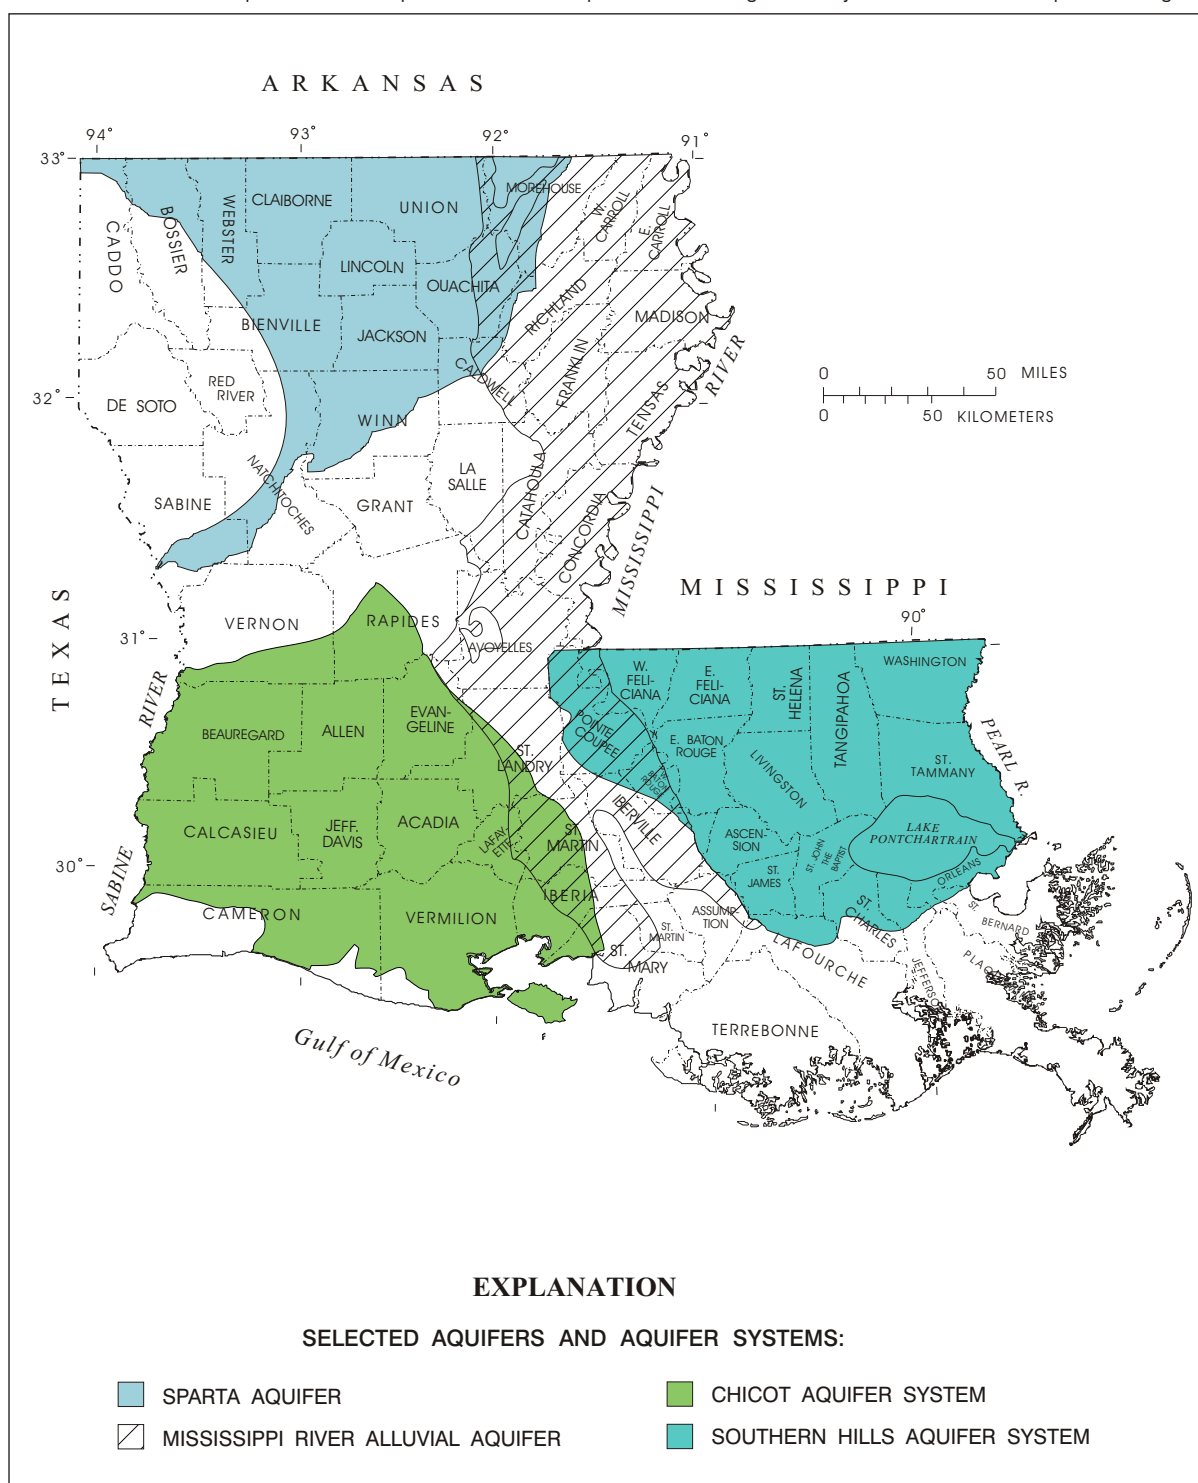 ARKANSAS
94°
93°
92°
91°
33°
MOREHOUSE
CLAIBORNE
UNION
WEBSTER
BOSSIER
CADDO
W.
CARROLL
E.
CARROLL
LINCOLN
OUACHITA
RICHLAND
MADISON
BIENVILLE
JACKSON
RIVER
FRANKLIN
CALDWELL
RED
RIVER
32°
DE SOTO
WINN
TENSAS
0 50 MILES
0 50 KILOMETERS
NATCHITOCHES
LA
SALLE
SABINE
GRANT
CATAHOULA
CONCORDIA
MISSISSIPPI
MISSISSIPPI
90°
TEXAS
VERNON
RAPIDES
31°
AVOYELLES
WASHINGTON
W.
FELI-
CIANA
E.
FELI-
CIANA
ST.
HELENA
TANGIPAHOA
RIVER
EVAN-
GELINE
BEAUREGARD
ALLEN
POINTE
COUPEE
E. BATON
ROUGE
PEARL R.
ST.
LANDRY
LIVINGSTON
ST.
TAMMANY
W.
BATON
ROUGE
IBERVILLE
CALCASIEU
JEFF.
DAVIS
ACADIA
LAFAY-
ETTE
ST.
MARTIN
ASCEN-
SION
LAKE
PONTCHARTRAIN
ST. JOHN
THE
BAPTIST
30°
SABINE
ST.
JAMES
ORLEANS
IBERIA
CAMERON
VERMILION
ASSUMP-
TION
ST.
CHARLES
ST.
BERNARD
ST.
MARTIN
ST.
MARY
LAFOURCHE
JEFFERSON
TERREBONNE
Gulf of Mexico
EXPLANATION
SELECTED AQUIFERS AND AQUIFER SYSTEMS:
SPARTA AQUIFER
CHICOT AQUIFER SYSTEM
MISSISSIPPI RIVER ALLUVIAL AQUIFER
SOUTHERN HILLS AQUIFER SYSTEM